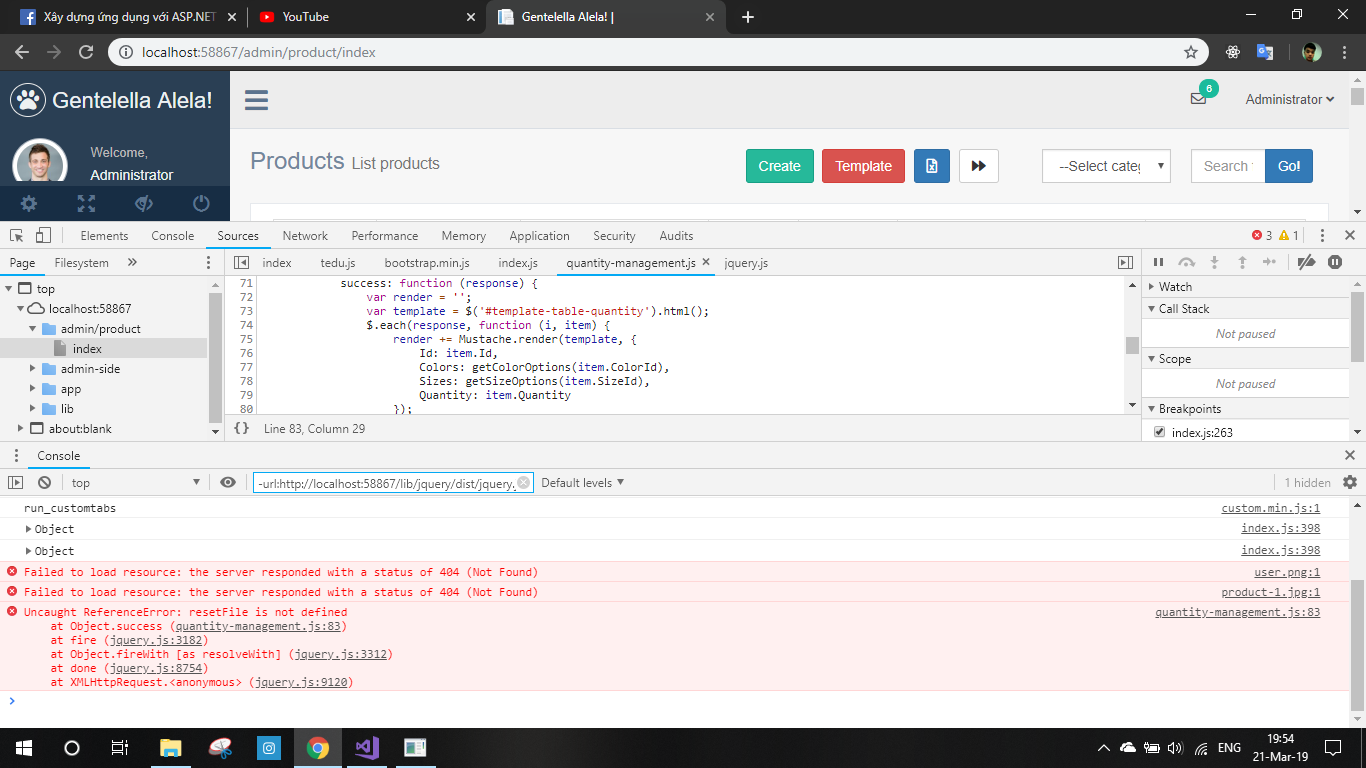 Xây dựng ứng dụng với ASP.NET
YouTube
Gentelella Alela! |
localhost:58867/admin/product/index
Gentelella Alela!
6
Administrator
Welcome,
Administrator
Products List products
Create
Template
--Select categ
Search
Go!
Elements Console Sources Network Performance Memory Application Security Audits
3 1
Page Filesystem »
index tedu.js bootstrap.min.js index.js quantity-management.js jquery.js
top
localhost:58867
admin/product
index
admin-side
app
lib
about:blank
71 success: function (response) {
72 var render = '';
73 var template = $('#template-table-quantity').html();
74 $.each(response, function (i, item) {
75 render += Mustache.render(template, {
76 Id: item.Id,
77 Colors: getColorOptions(item.ColorId),
78 Sizes: getSizeOptions(item.SizeId),
79 Quantity: item.Quantity
80 });
{} Line 83, Column 29
Watch
Call Stack
Not paused
Scope
Not paused
Breakpoints
index.js:263
Console
top
-url:http://localhost:58867/lib/jquery/dist/jquery.
Default levels
1 hidden
run_customtabs custom.min.js:1
Object index.js:398
Object index.js:398
Failed to load resource: the server responded with a status of 404 (Not Found) user.png:1
Failed to load resource: the server responded with a status of 404 (Not Found) product-1.jpg:1
Uncaught ReferenceError: resetFile is not defined quantity-management.js:83
at Object.success (quantity-management.js:83)
at fire (jquery.js:3182)
at Object.fireWith [as resolveWith] (jquery.js:3312)
at done (jquery.js:8754)
at XMLHttpRequest.<anonymous> (jquery.js:9120)
>
ENG
19:54
21-Mar-19